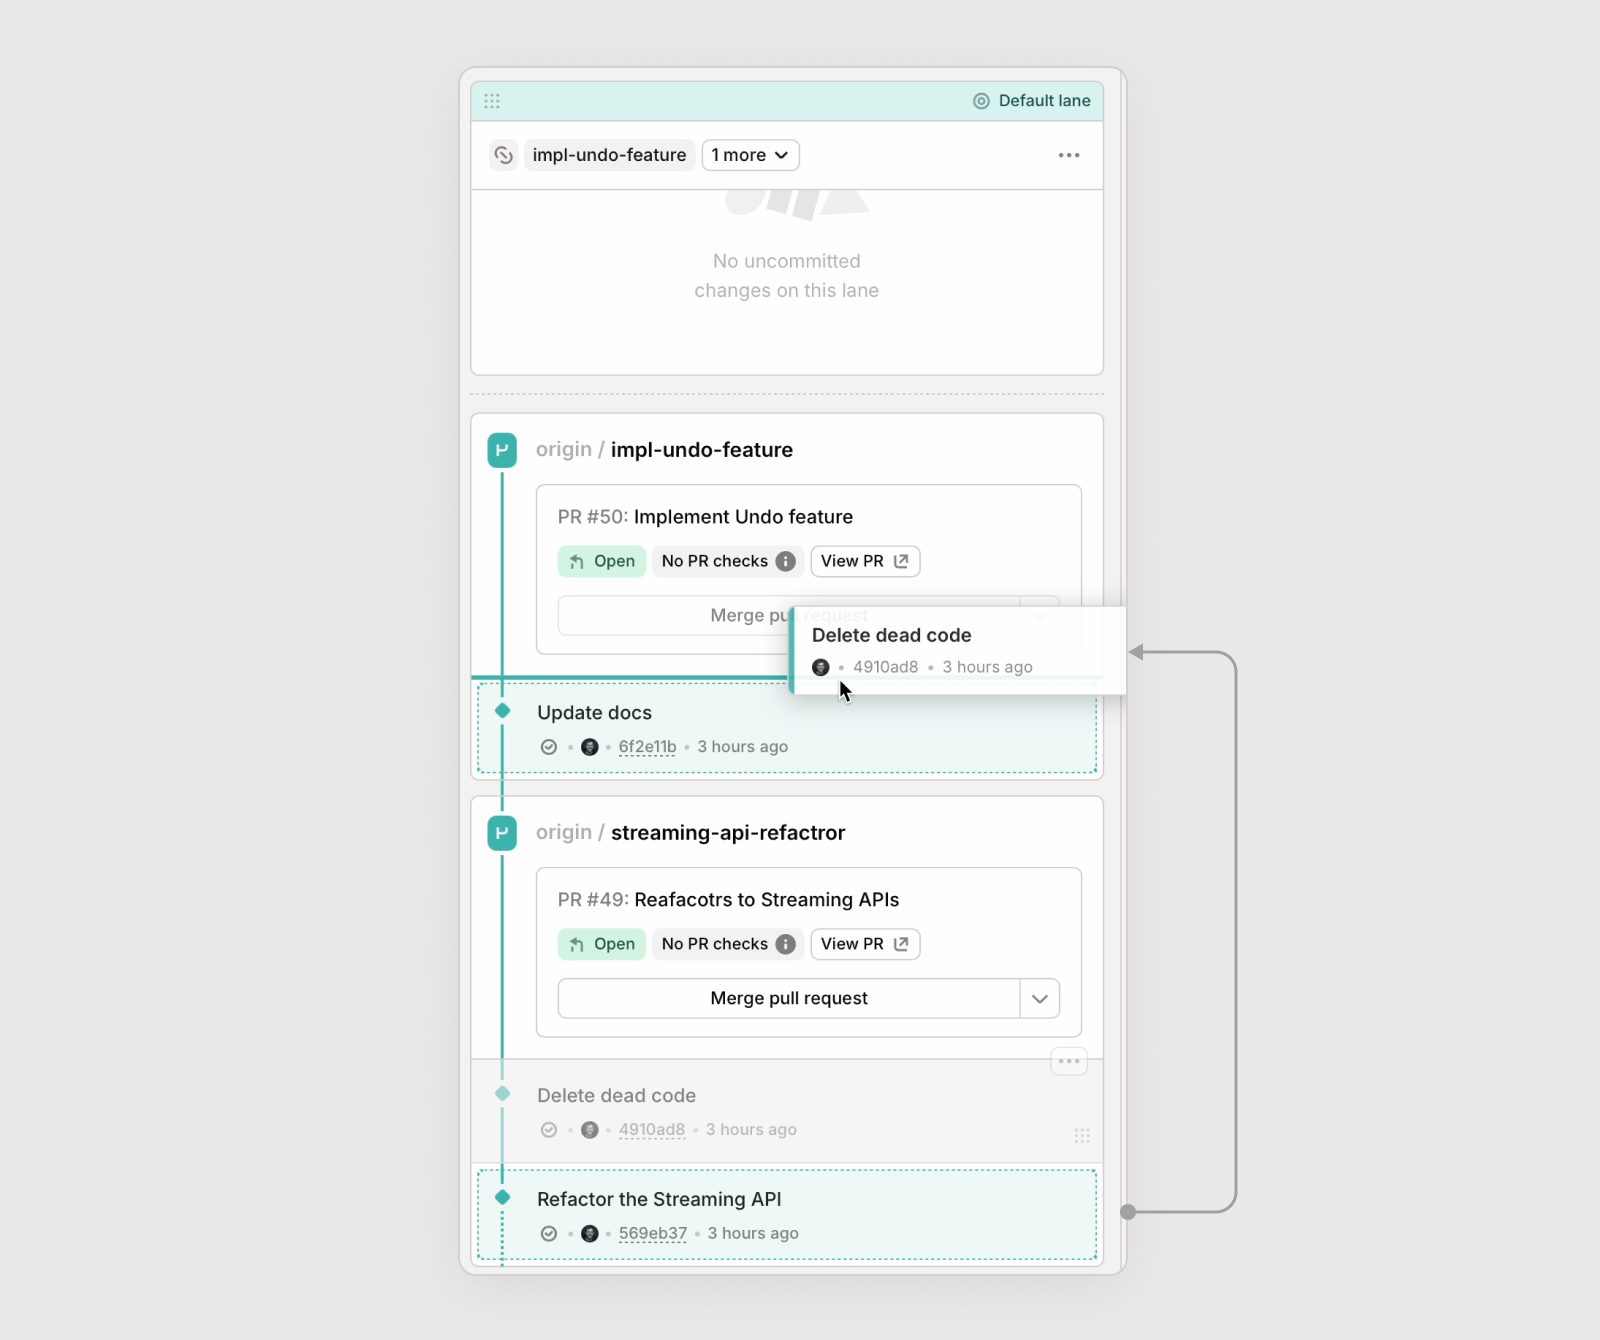 Default lane
impl-undo-feature 1 more
No uncommitted
changes on this lane
origin / impl-undo-feature
PR #50: Implement Undo feature
Open No PR checks View PR
Merge pull request
Delete dead code
4910ad8 • 3 hours ago
Update docs
6f2e11b • 3 hours ago
origin / streaming-api-refactror
PR #49: Reafacotrs to Streaming APIs
Open No PR checks View PR
Merge pull request
Delete dead code
4910ad8 • 3 hours ago
Refactor the Streaming API
569eb37 • 3 hours ago